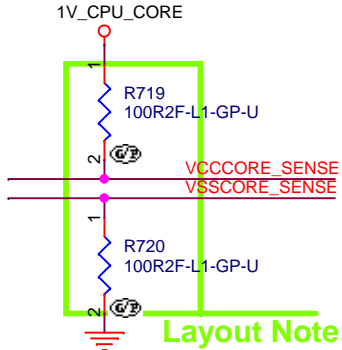 1V_CPU_CORE
1
R719
100R2F-L1-GP-U
2
G/P
VCCCORE_SENSE
VSSCORE_SENSE
1
R720
100R2F-L1-GP-U
2
G/P
Layout Note